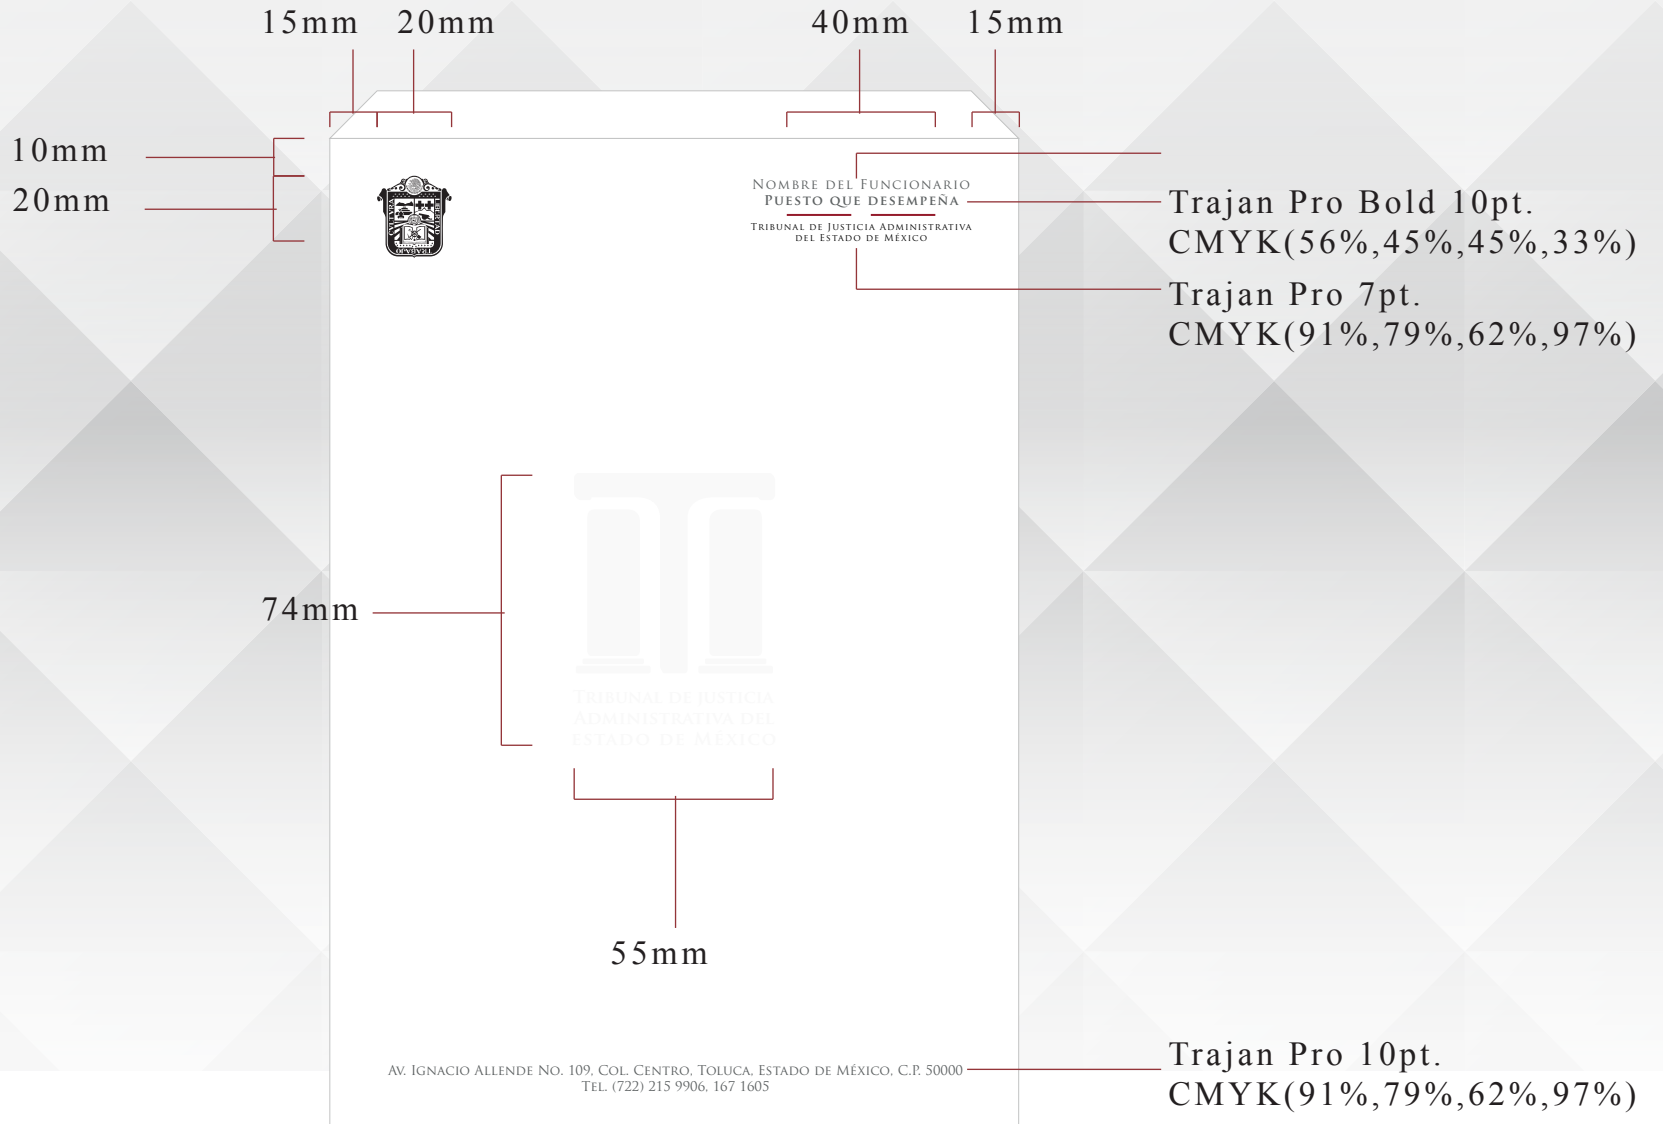 15mm 20mm 40mm 15mm
10mm
20mm
LIBERTAD
TRABAJO
CULTURA
NOMBRE DEL FUNCIONARIO
PUESTO QUE DESEMPEÑA
TRIBUNAL DE JUSTICIA ADMINISTRATIVA
DEL ESTADO DE MÉXICO
Trajan Pro Bold 10pt.
CMYK(56%,45%,45%,33%)
Trajan Pro 7pt.
CMYK(91%,79%,62%,97%)
74mm
TRIBUNAL DE JUSTICIA
ADMINISTRATIVA DEL
ESTADO DE MÉXICO
55mm
AV. IGNACIO ALLENDE NO. 109, COL. CENTRO, TOLUCA, ESTADO DE MÉXICO, C.P. 50000
TEL. (722) 215 9906, 167 1605
Trajan Pro 10pt.
CMYK(91%,79%,62%,97%)